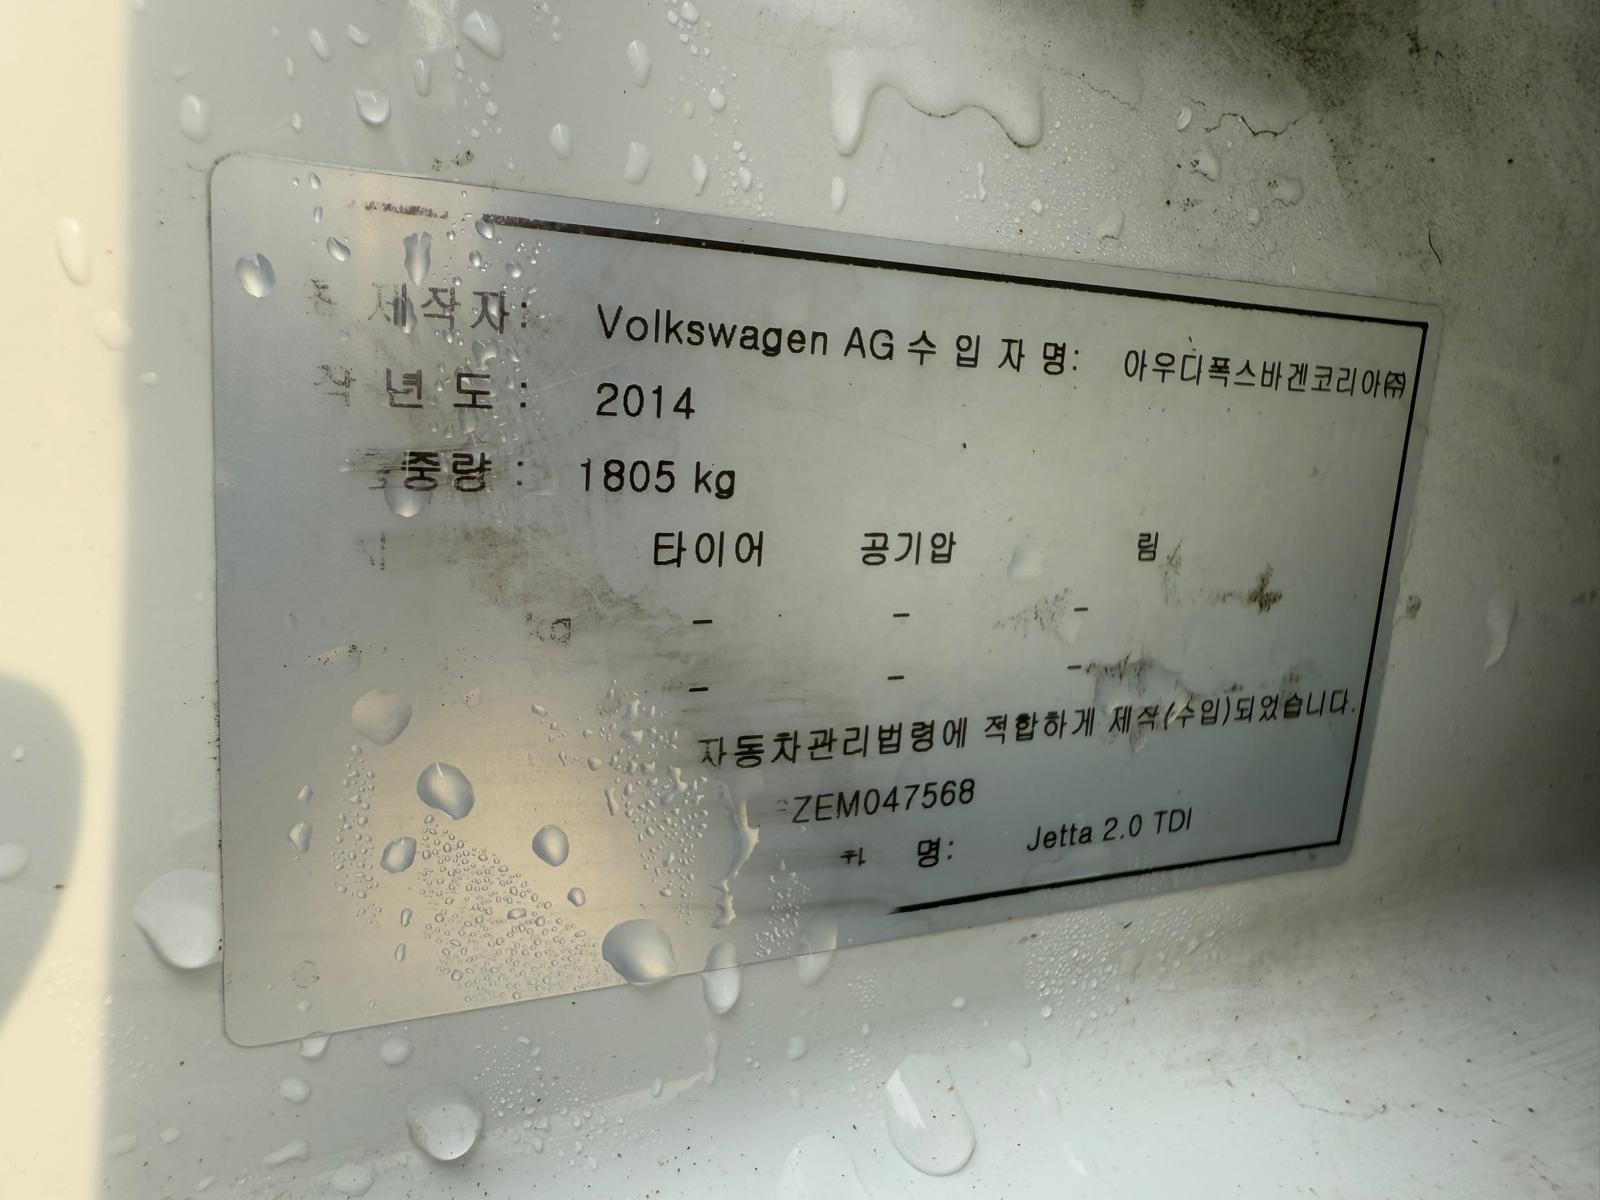 제작자: Volkswagen AG 수 입 자 명: 아우디폭스바겐코리아㈜
년 도 : 2014
중량 : 1805 kg
타이어 공기압 림
kg – – –
– – –
자동차관리법령에 적합하게 제작(수입)되었습니다.
ZEM047568
명: Jetta 2.0 TDI